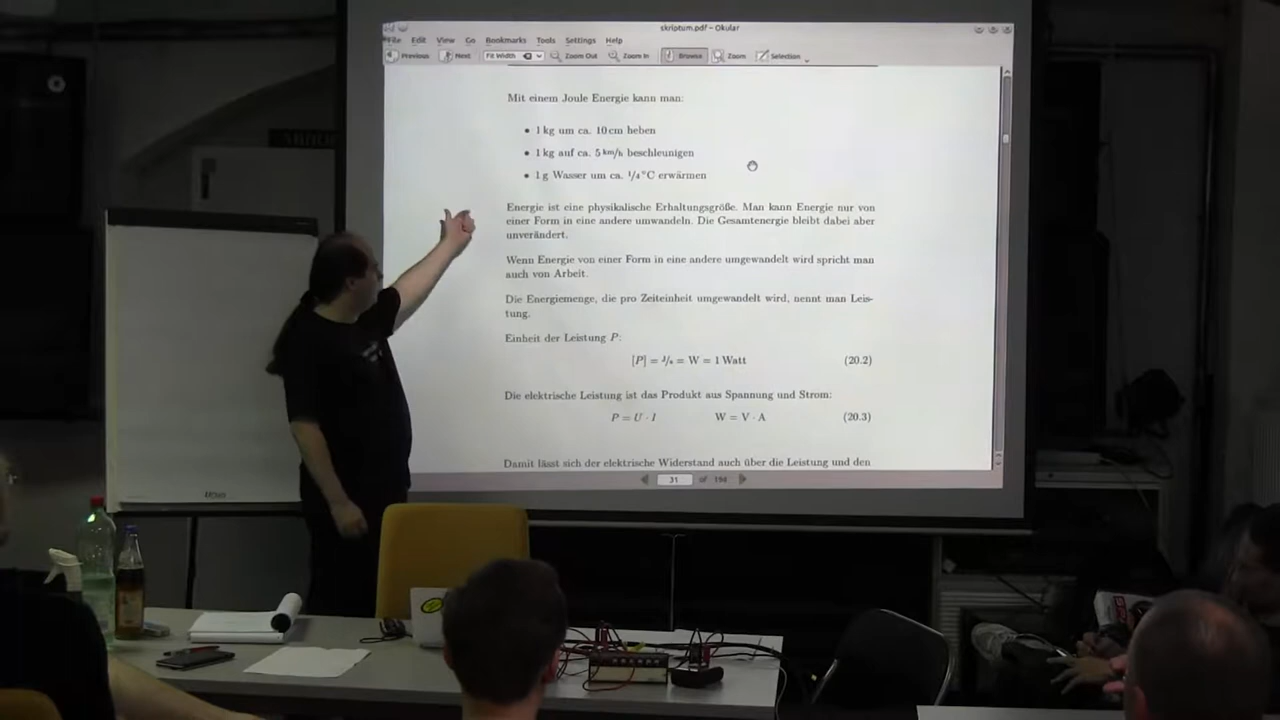 skriptum.pdf – Okular
File Edit View Go Bookmarks Tools Settings Help
Previous Next Fit Width Zoom Out Zoom In Browse Zoom Selection
Mit einem Joule Energie kann man:
• 1 kg um ca. 10 cm heben
• 1 kg auf ca. 5 km/h beschleunigen
• 1 g Wasser um ca. 1/4 °C erwärmen
Energie ist eine physikalische Erhaltungsgröße. Man kann Energie nur von
einer Form in eine andere umwandeln. Die Gesamtenergie bleibt dabei aber
unverändert.
Wenn Energie von einer Form in eine andere umgewandelt wird spricht man
auch von Arbeit.
Die Energiemenge, die pro Zeiteinheit umgewandelt wird, nennt man Leis-
tung.
Einheit der Leistung P:
[P] = J/s = W = 1 Watt (20.2)
Die elektrische Leistung ist das Produkt aus Spannung und Strom:
P = U · I W = V · A (20.3)
Damit lässt sich der elektrische Widerstand auch über die Leistung und den
31 of 194